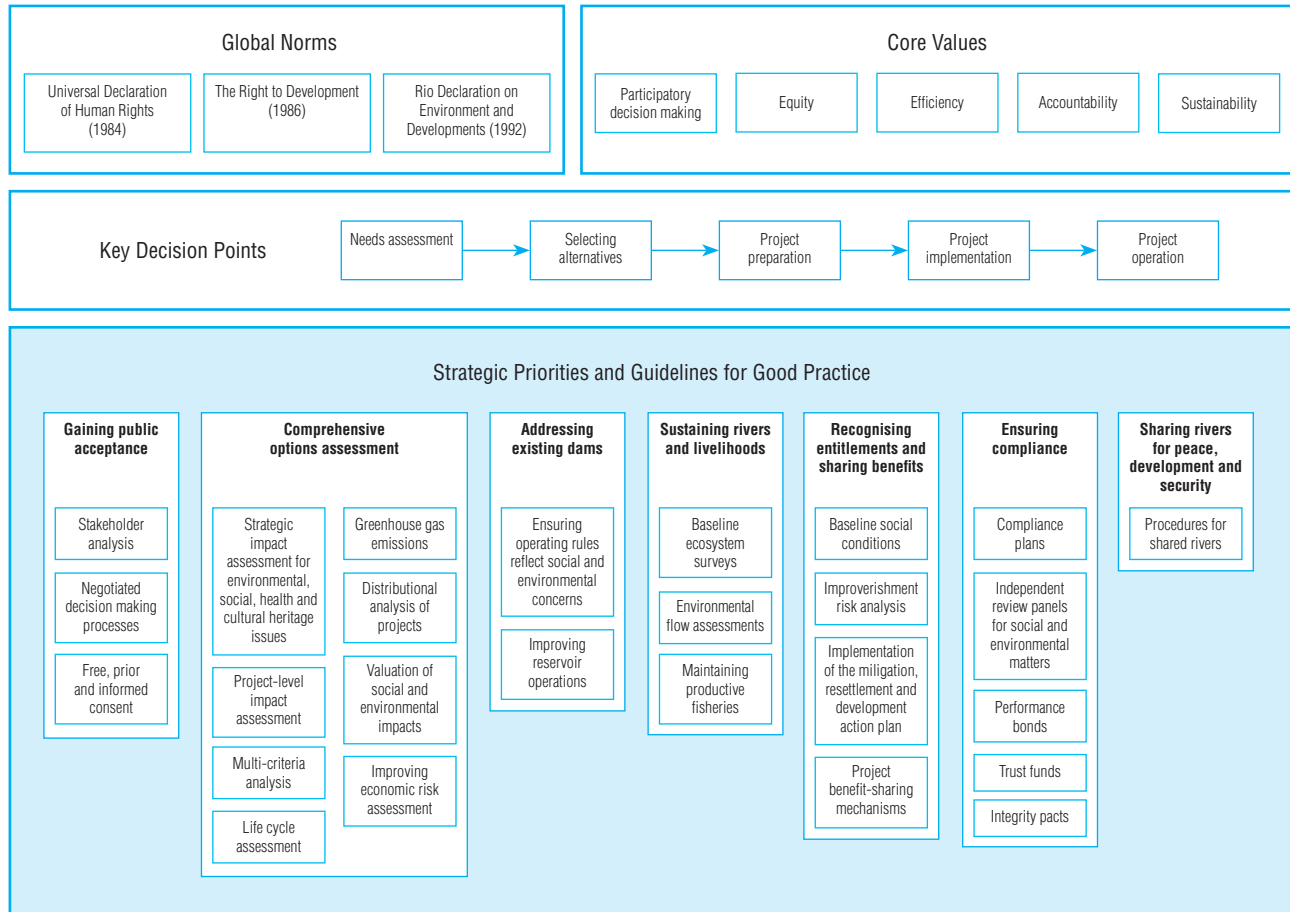 Global Norms
Universal Declaration
of Human Rights
(1984)
The Right to Development
(1986)
Rio Declaration on
Environment and
Developments (1992)
Core Values
Participatory
decision making
Equity
Efficiency
Accountability
Sustainability
Key Decision Points
Needs assessment
Selecting
alternatives
Project
preparation
Project
implementation
Project
operation
Strategic Priorities and Guidelines for Good Practice
Gaining public
acceptance
Stakeholder
analysis
Negotiated
decision making
processes
Free, prior
and informed
consent
Comprehensive
options assessment
Strategic
impact
assessment for
environmental,
social, health and
cultural heritage
issues
Project-level
impact
assessment
Multi-criteria
analysis
Life cycle
assessment
Greenhouse gas
emissions
Distributional
analysis of
projects
Valuation of
social and
environmental
impacts
Improving
economic risk
assessment
Addressing
existing dams
Ensuring
operating rules
reflect social and
environmental
concerns
Improving
reservoir
operations
Sustaining rivers
and livelihoods
Baseline
ecosystem
surveys
Environmental
flow assessments
Maintaining
productive
fisheries
Recognising
entitlements and
sharing benefits
Baseline social
conditions
Improverishment
risk analysis
Implementation
of the miligation,
resettlement and
development
action plan
Project
benefit-sharing
mechanisms
Ensuring
compliance
Compliance
plans
Independent
review panels
for social and
environmental
matters
Performance
bonds
Trust funds
Integrity pacts
Sharing rivers
for peace,
development and
security
Procedures for
shared rivers